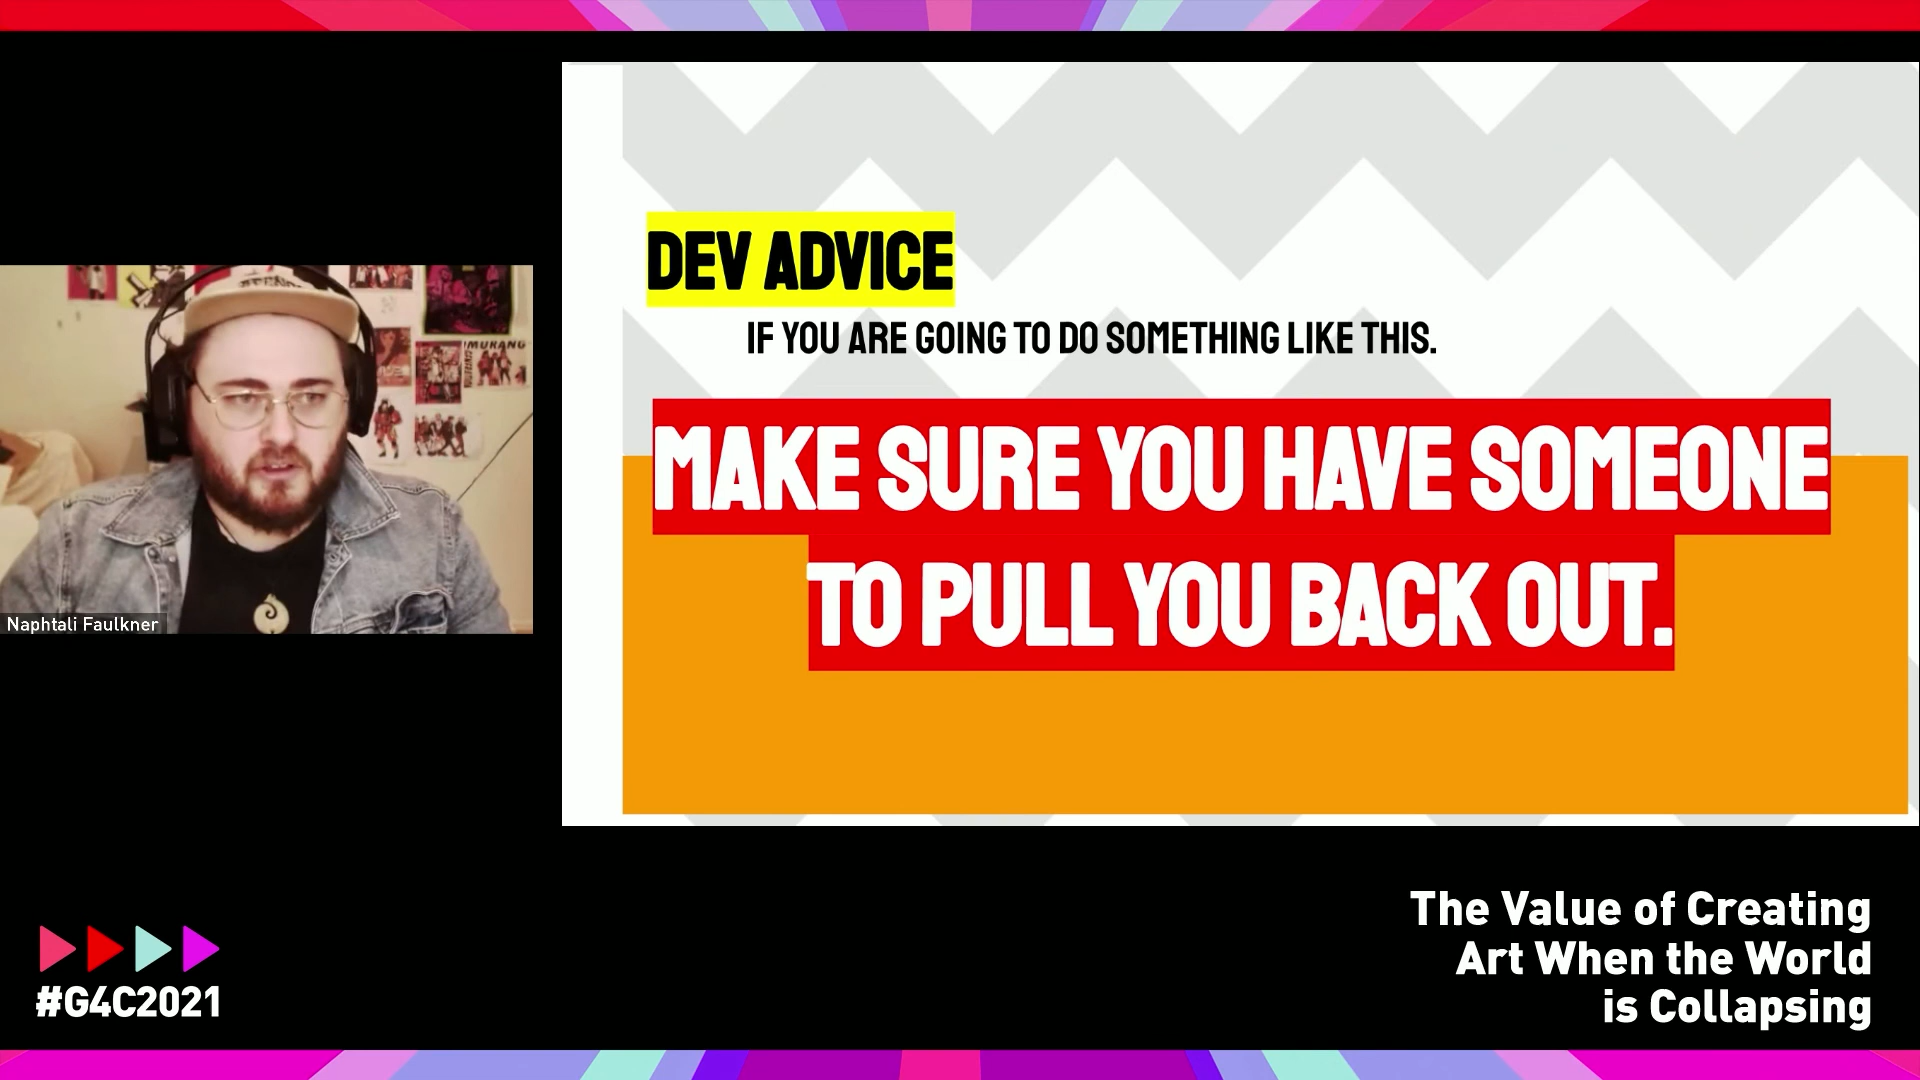 DEV ADVICE
IF YOU ARE GOING TO DO SOMETHING LIKE THIS.
MAKE SURE YOU HAVE SOMEONE
TO PULL YOU BACK OUT.
Naphtali Faulkner
#G4C2021
The Value of Creating
Art When the World
is Collapsing